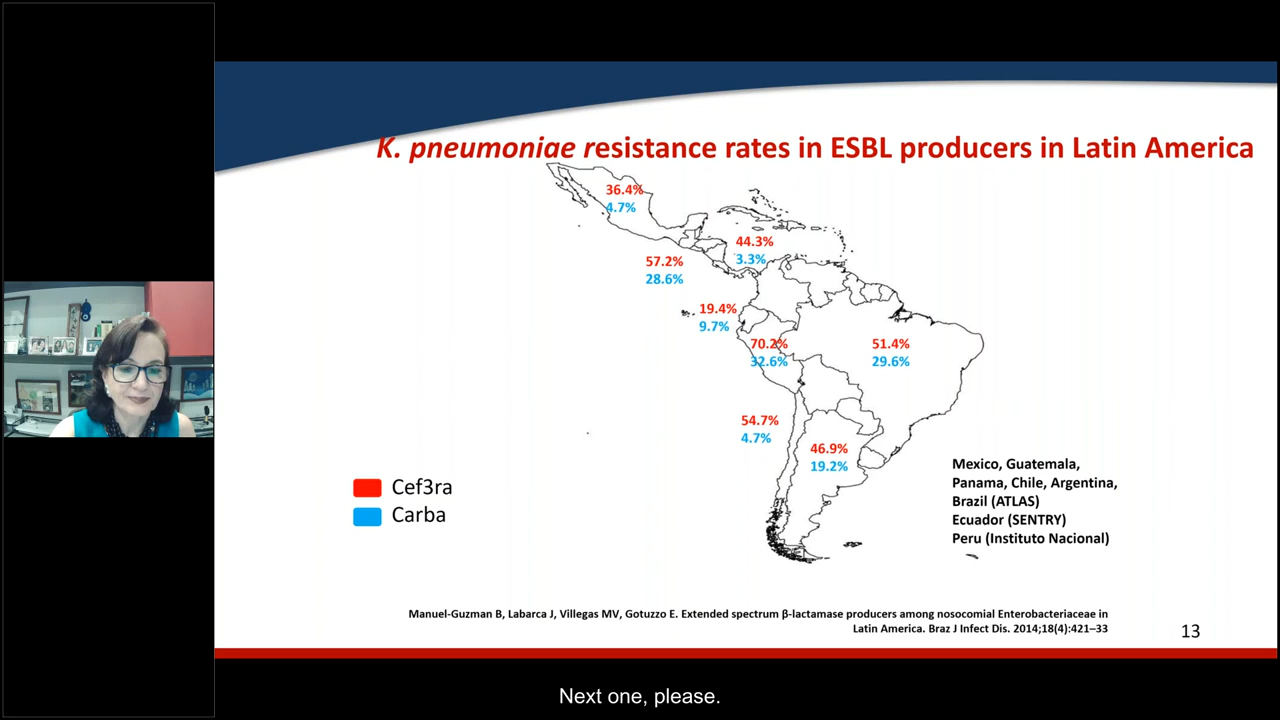 K. pneumoniae resistance rates in ESBL producers in Latin America
36.4%
4.7%
44.3%
3.3%
57.2%
28.6%
19.4%
9.7%
70.2%
32.6%
51.4%
29.6%
54.7%
4.7%
46.9%
19.2%
Cef3ra
Carba
Mexico, Guatemala,
Panama, Chile, Argentina,
Brazil (ATLAS)
Ecuador (SENTRY)
Peru (Instituto Nacional)
Manuel-Guzman B, Labarca J, Villegas MV, Gotuzzo E. Extended spectrum β-lactamase producers among nosocomial Enterobacteriaceae in
Latin America. Braz J Infect Dis. 2014;18(4):421–33
13
Next one, please.